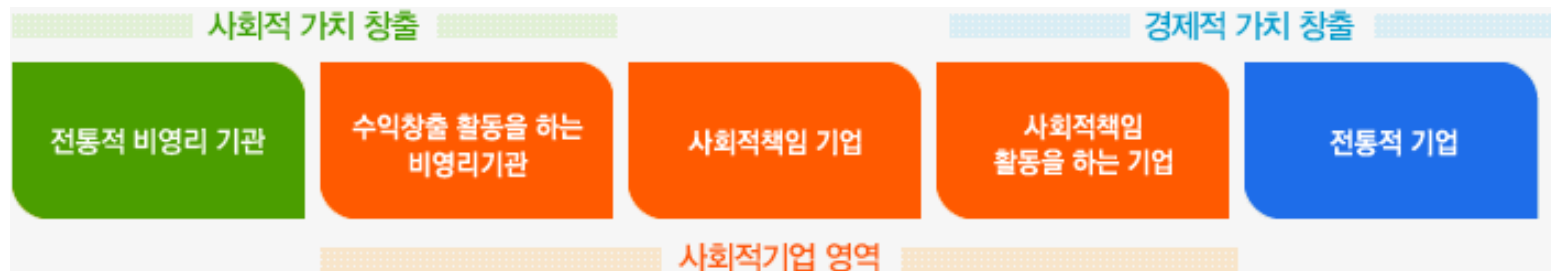 사회적 가치 창출
경제적 가치 창출
전통적 비영리 기관
수익창출 활동을 하는
비영리기관
사회적책임 기업
사회적책임
활동을 하는 기업
전통적 기업
사회적기업 영역